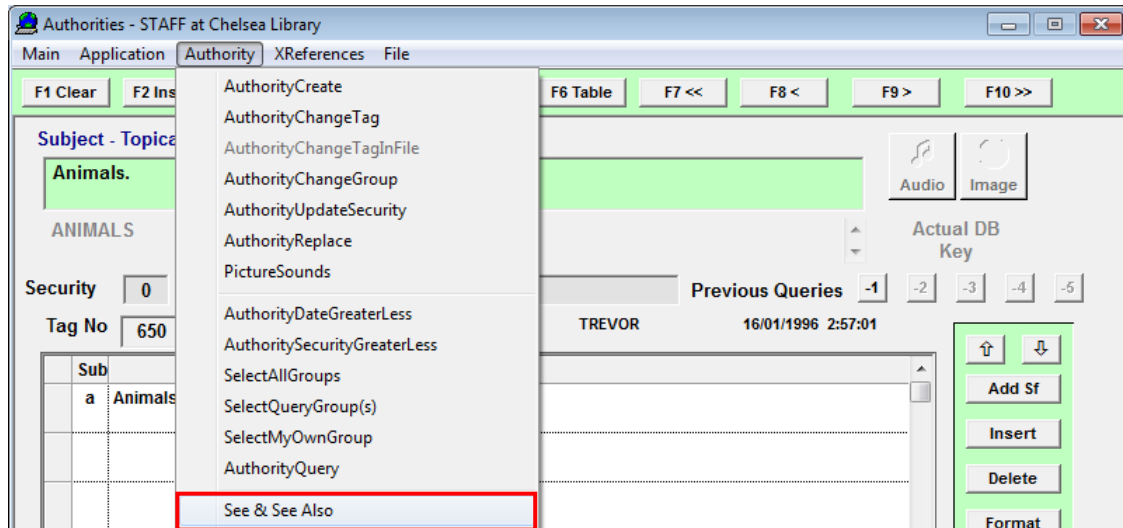 Authorities - STAFF at Chelsea Library
Main Application Authority XReferences File
F1 Clear F2 Ins F6 Table F7 << F8 < F9 > F10 >>
AuthorityCreate
AuthorityChangeTag
AuthorityChangeTagInFile
AuthorityChangeGroup
AuthorityUpdateSecurity
AuthorityReplace
PictureSounds
AuthorityDateGreaterLess
AuthoritySecurityGreaterLess
SelectAllGroups
SelectQueryGroup(s)
SelectMyOwnGroup
AuthorityQuery
See & See Also
Subject - Topica
Animals.
Audio Image
ANIMALS
Actual DB
Key
Security 0 Previous Queries -1 -2 -3 -4 -5
Tag No 650 TREVOR 16/01/1996 2:57:01
Sub
a Animals
Add Sf
Insert
Delete
Format